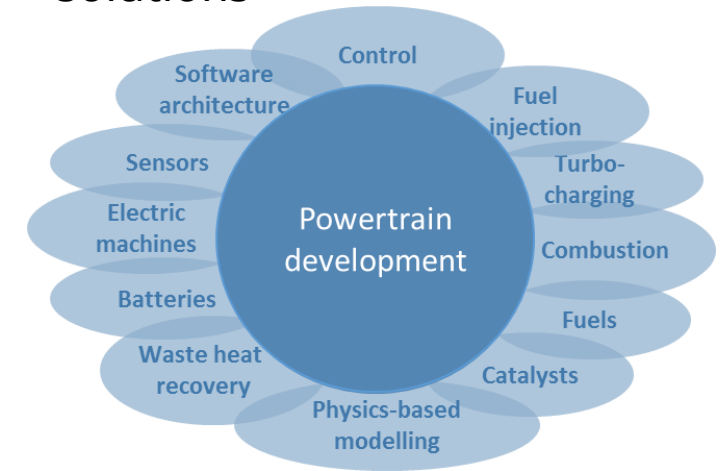 Solutions
Control
Software
architecture
Fuel
injection
Sensors
Turbo-
charging
Electric
machines
Powertrain
development
Combustion
Batteries
Fuels
Waste heat
recovery
Catalysts
Physics-based
modelling